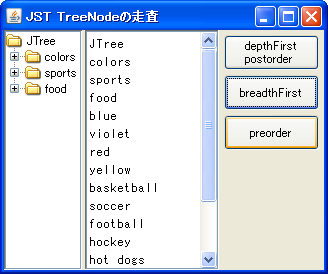 JST TreeNodeの走査
JTree
colors
sports
food
JTree
colors
sports
food
blue
violet
red
yellow
basketball
soccer
football
hockey
hot dogs
depthFirst
postorder
breadthFirst
preorder